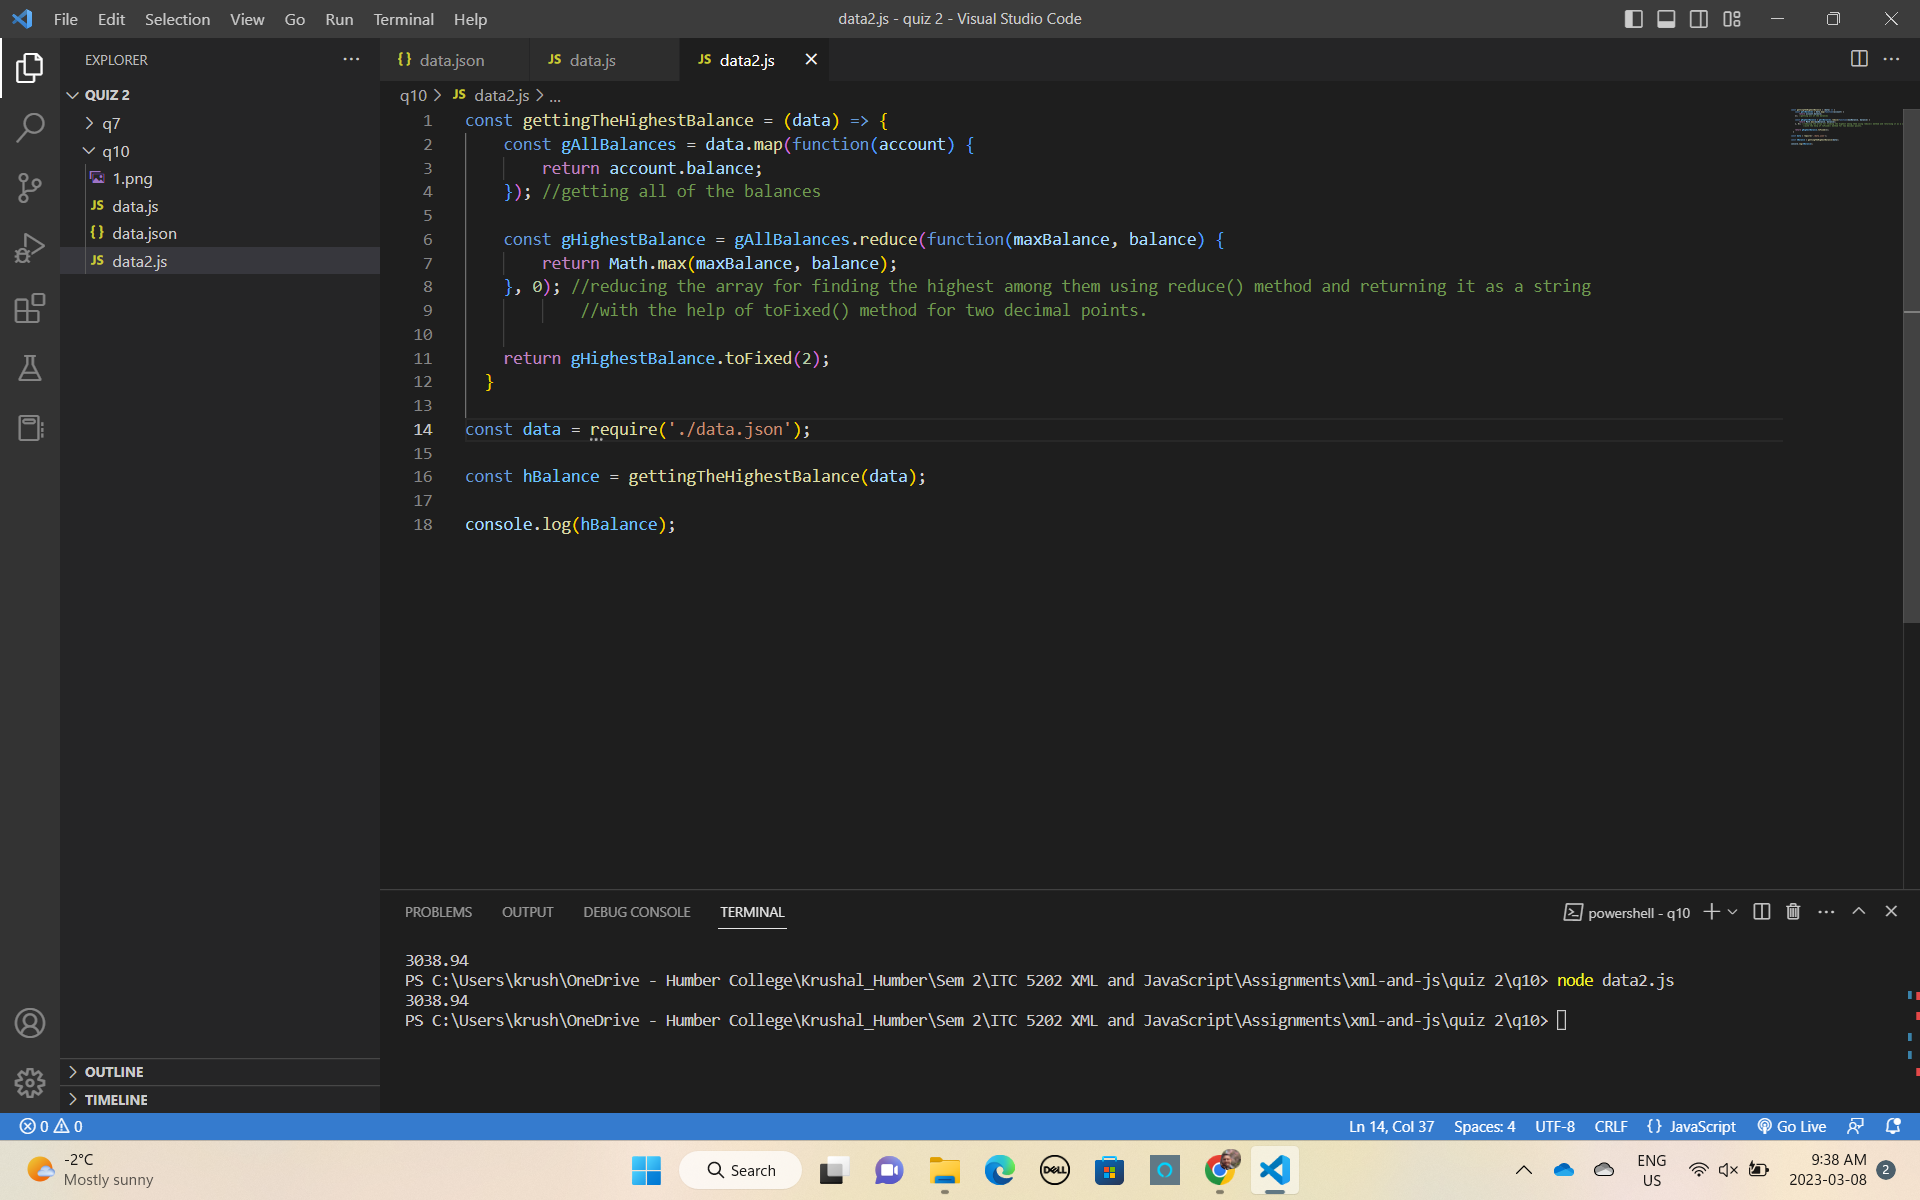 File Edit Selection View Go Run Terminal Help
data2.js - quiz 2 - Visual Studio Code
EXPLORER
QUIZ 2
q7
q10
1.png
JS data.js
{} data.json
JS data2.js
OUTLINE
TIMELINE
{} data.json JS data.js JS data2.js
q10 > JS data2.js > ...
1 const gettingTheHighestBalance = (data) => {
2 const gAllBalances = data.map(function(account) {
3 return account.balance;
4 }); //getting all of the balances
5
6 const gHighestBalance = gAllBalances.reduce(function(maxBalance, balance) {
7 return Math.max(maxBalance, balance);
8 }, 0); //reducing the array for finding the highest among them using reduce() method and returning it as a string
9 //with the help of toFixed() method for two decimal points.
10
11 return gHighestBalance.toFixed(2);
12 }
13
14 const data = require('./data.json');
15
16 const hBalance = gettingTheHighestBalance(data);
17
18 console.log(hBalance);
PROBLEMS OUTPUT DEBUG CONSOLE TERMINAL
powershell - q10
3038.94
PS C:\Users\krush\OneDrive - Humber College\Krushal_Humber\Sem 2\ITC 5202 XML and JavaScript\Assignments\xml-and-js\quiz 2\q10> node data2.js
3038.94
PS C:\Users\krush\OneDrive - Humber College\Krushal_Humber\Sem 2\ITC 5202 XML and JavaScript\Assignments\xml-and-js\quiz 2\q10>
0 0
Ln 14, Col 37 Spaces: 4 UTF-8 CRLF {} JavaScript Go Live
-2°C
Mostly sunny
Search
DELL
ENG
US
9:38 AM
2023-03-08
2